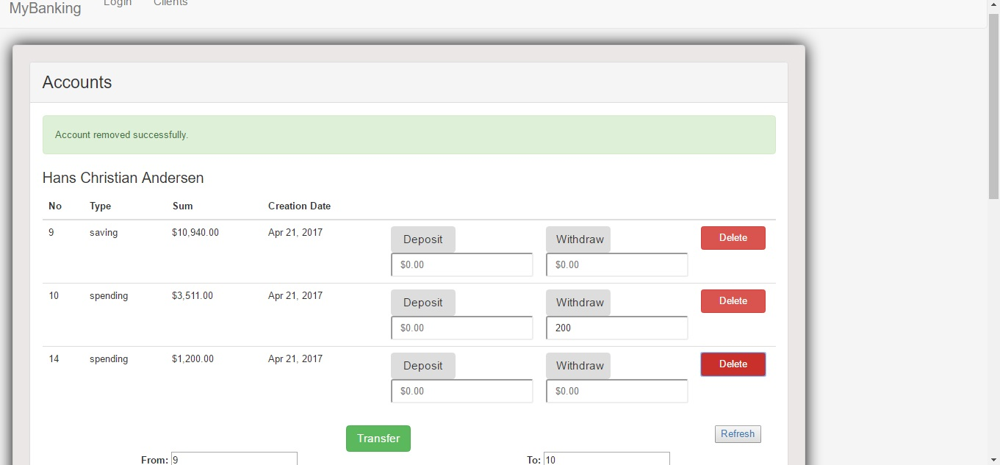 MyBanking Login Clients
Accounts
Account removed successfully.
Hans Christian Andersen
No Type Sum Creation Date
9 saving $10,940.00 Apr 21, 2017 Deposit Withdraw Delete
$0.00 $0.00
10 spending $3,511.00 Apr 21, 2017 Deposit Withdraw Delete
$0.00 200
14 spending $1,200.00 Apr 21, 2017 Deposit Withdraw Delete
$0.00 $0.00
Transfer Refresh
From: 9 To: 10